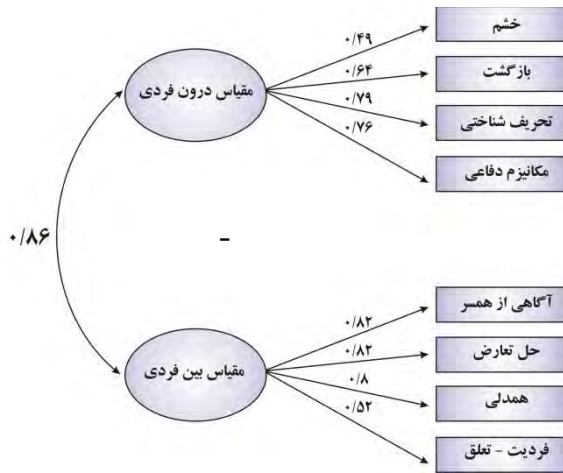 خشم
۰/۴۹
بازگشت
۰/۶۴
مقیاس درون فردی
تحریف شناختی
۰/۷۹
۰/۷۶
مکانیزم دفاعی
۰/۸۶
-
آگاهی از همسر
۰/۸۲
حل تعارض
۰/۸۲
مقیاس بین فردی
همدلی
۰/۸
۰/۵۲
فردیت - تعلق